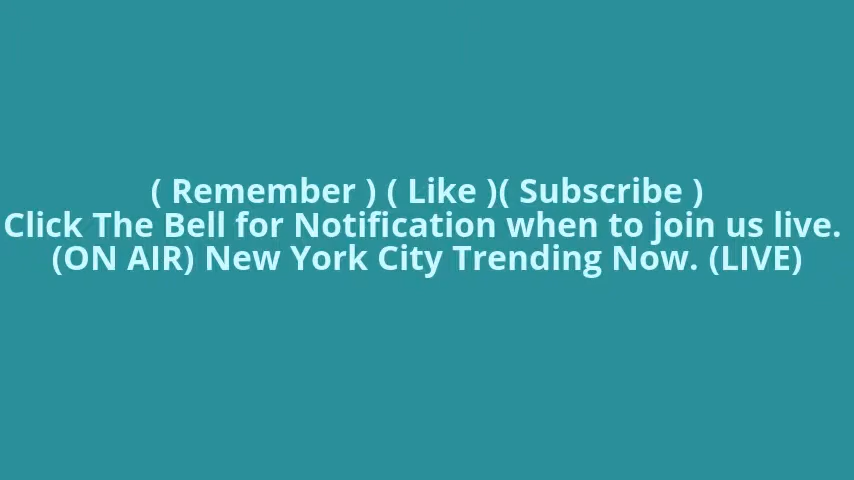 ( Remember ) ( Like )( Subscribe )
Click The Bell for Notification when to join us live.
(ON AIR) New York City Trending Now. (LIVE)